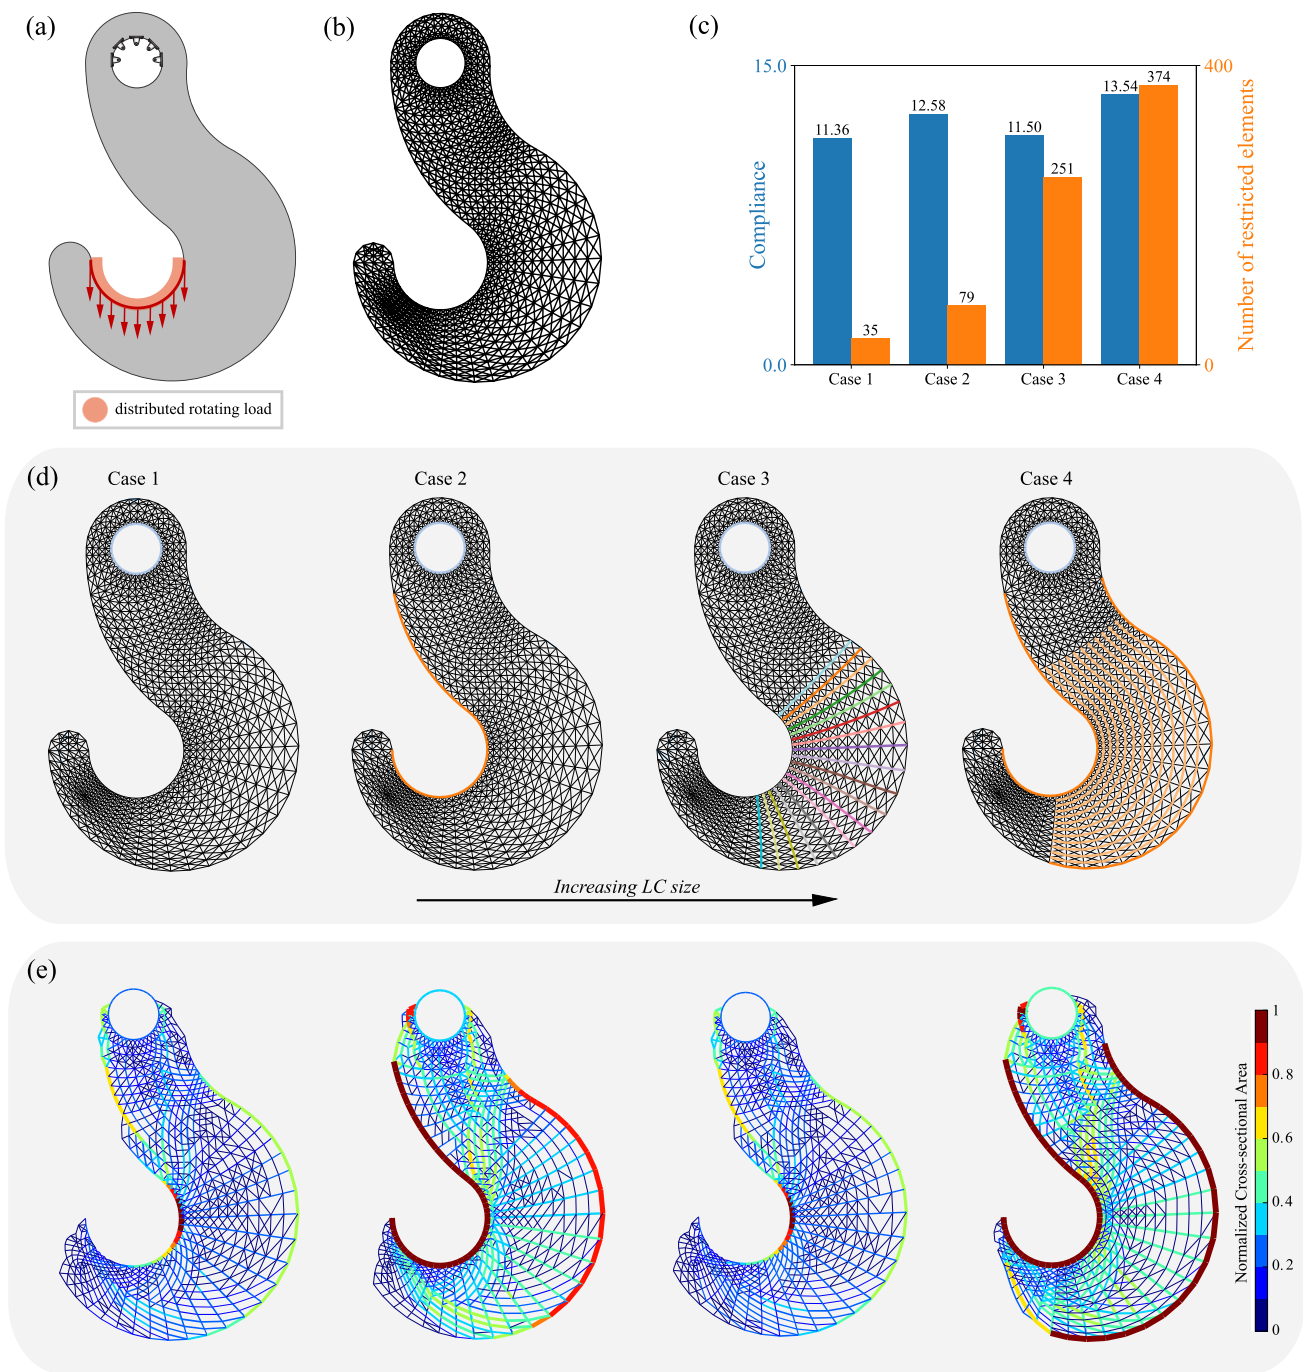 (a)
distributed rotating load
(b)
(c)
15.0
0.0
Compliance
400
0
Number of restricted elements
11.36
35
12.58
79
11.50
251
13.54
374
Case 1
Case 2
Case 3
Case 4
(d)
Case 1
Case 2
Case 3
Case 4
Increasing LC size
(e)
Normalized Cross-sectional Area
1
0.8
0.6
0.4
0.2
0